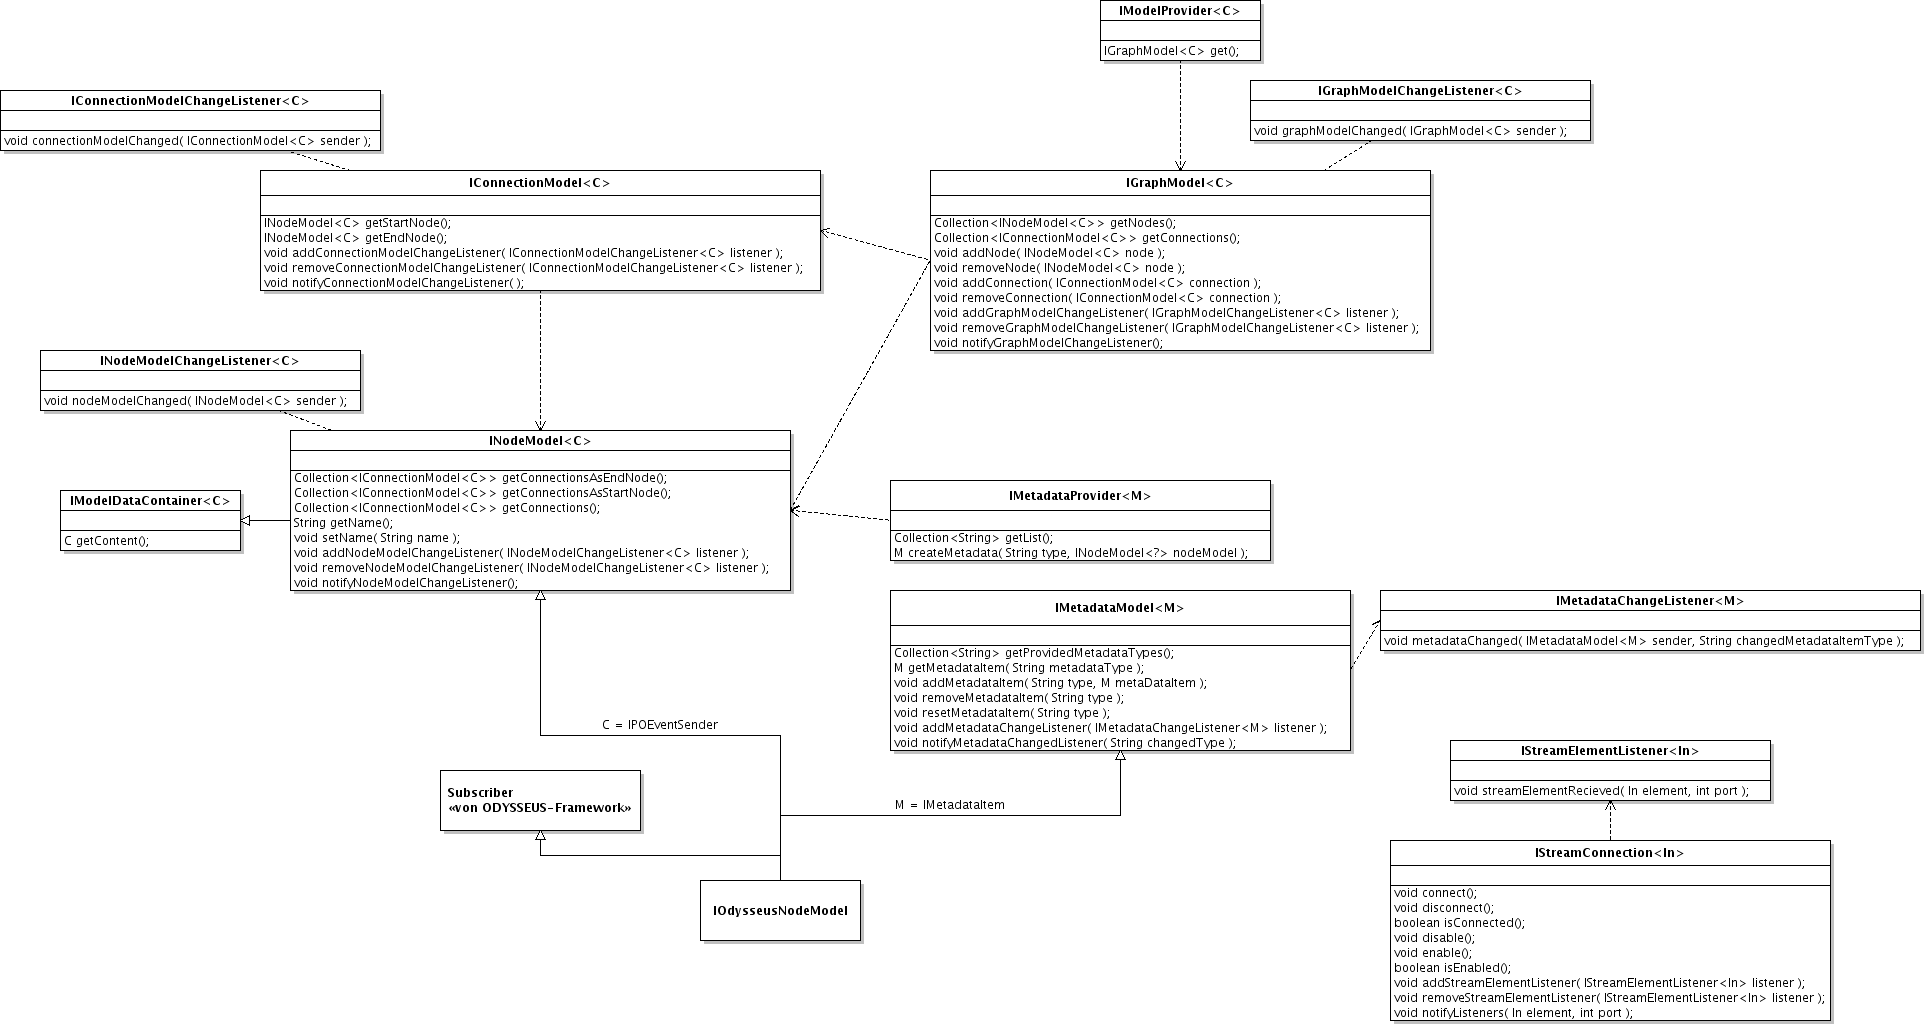 IModelProvider<C>
IGraphModel<C> get();
IGraphModelChangeListener<C>
void graphModelChanged( IGraphModel<C> sender );
IConnectionModelChangeListener<C>
void connectionModelChanged( IConnectionModel<C> sender );
IConnectionModel<C>
INodeModel<C> getStartNode();
INodeModel<C> getEndNode();
void addConnectionModelChangeListener( IConnectionModelChangeListener<C> listener );
void removeConnectionModelChangeListener( IConnectionModelChangeListener<C> listener );
void notifyConnectionModelChangeListener( );
IGraphModel<C>
Collection<INodeModel<C>> getNodes();
Collection<IConnectionModel<C>> getConnections();
void addNode( INodeModel<C> node );
void removeNode( INodeModel<C> node );
void addConnection( IConnectionModel<C> connection );
void removeConnection( IConnectionModel<C> connection );
void addGraphModelChangeListener( IGraphModelChangeListener<C> listener );
void removeGraphModelChangeListener( IGraphModelChangeListener<C> listener );
void notifyGraphModelChangeListener();
INodeModelChangeListener<C>
void nodeModelChanged( INodeModel<C> sender );
INodeModel<C>
Collection<IConnectionModel<C>> getConnectionsAsEndNode();
Collection<IConnectionModel<C>> getConnectionsAsStartNode();
Collection<IConnectionModel<C>> getConnections();
String getName();
void setName( String name );
void addNodeModelChangeListener( INodeModelChangeListener<C> listener );
void removeNodeModelChangeListener( INodeModelChangeListener<C> listener );
void notifyNodeModelChangeListener();
IModelDataContainer<C>
C getContent();
IMetadataProvider<M>
Collection<String> getList();
M createMetadata( String type, INodeModel<?> nodeModel );
IMetadataModel<M>
Collection<String> getProvidedMetadataTypes();
M getMetadataItem( String metadataType );
void addMetadataItem( String type, M metaDataItem );
void removeMetadataItem( String type );
void resetMetadataItem( String type );
void addMetadataChangeListener( IMetadataChangeListener<M> listener );
void notifyMetadataChangedListener( String changedType );
IMetadataChangeListener<M>
void metadataChanged( IMetadataModel<M> sender, String changedMetadataItemType );
C = IPOEventSender
M = IMetadataItem
Subscriber
«von ODYSSEUS-Framework»
IOdysseusNodeModel
IStreamElementListener<In>
void streamElementRecieved( In element, int port );
IStreamConnection<In>
void connect();
void disconnect();
boolean isConnected();
void disable();
void enable();
boolean isEnabled();
void addStreamElementListener( IStreamElementListener<In> listener );
void removeStreamElementListener( IStreamElementListener<In> listener );
void notifyListeners( In element, int port );